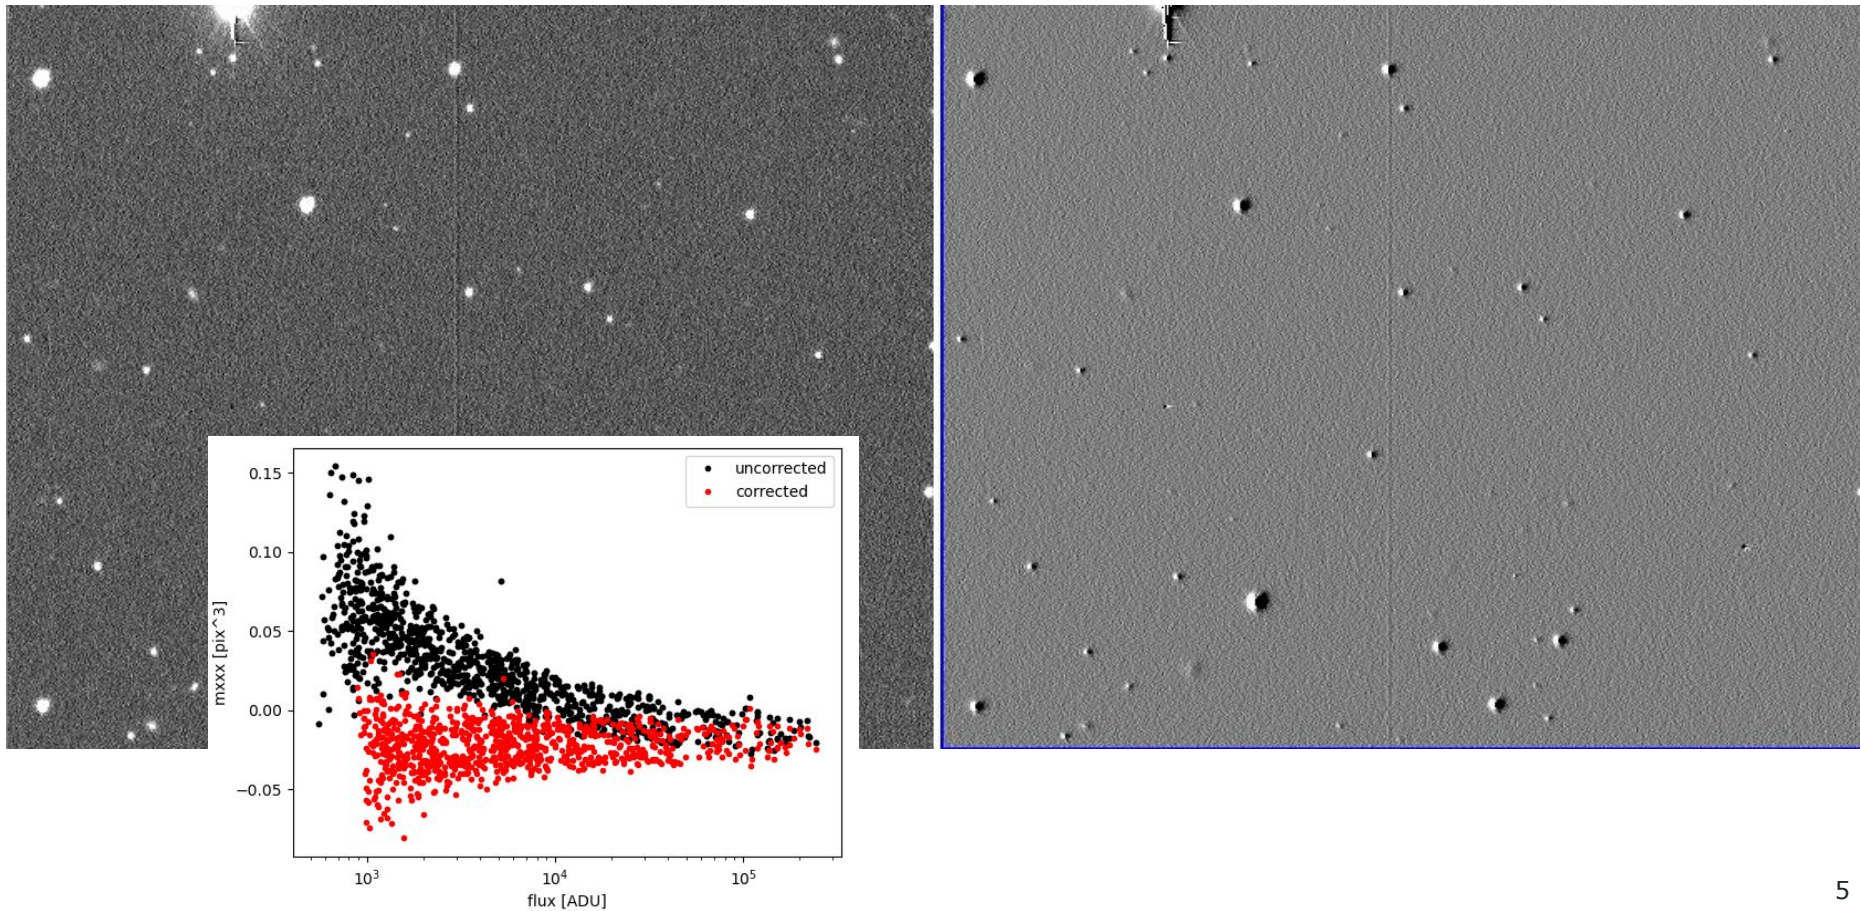 uncorrected
corrected
0.15
0.10
0.05
0.00
−0.05
mxxx [pix^3]
10^3
10^4
10^5
flux [ADU]
5